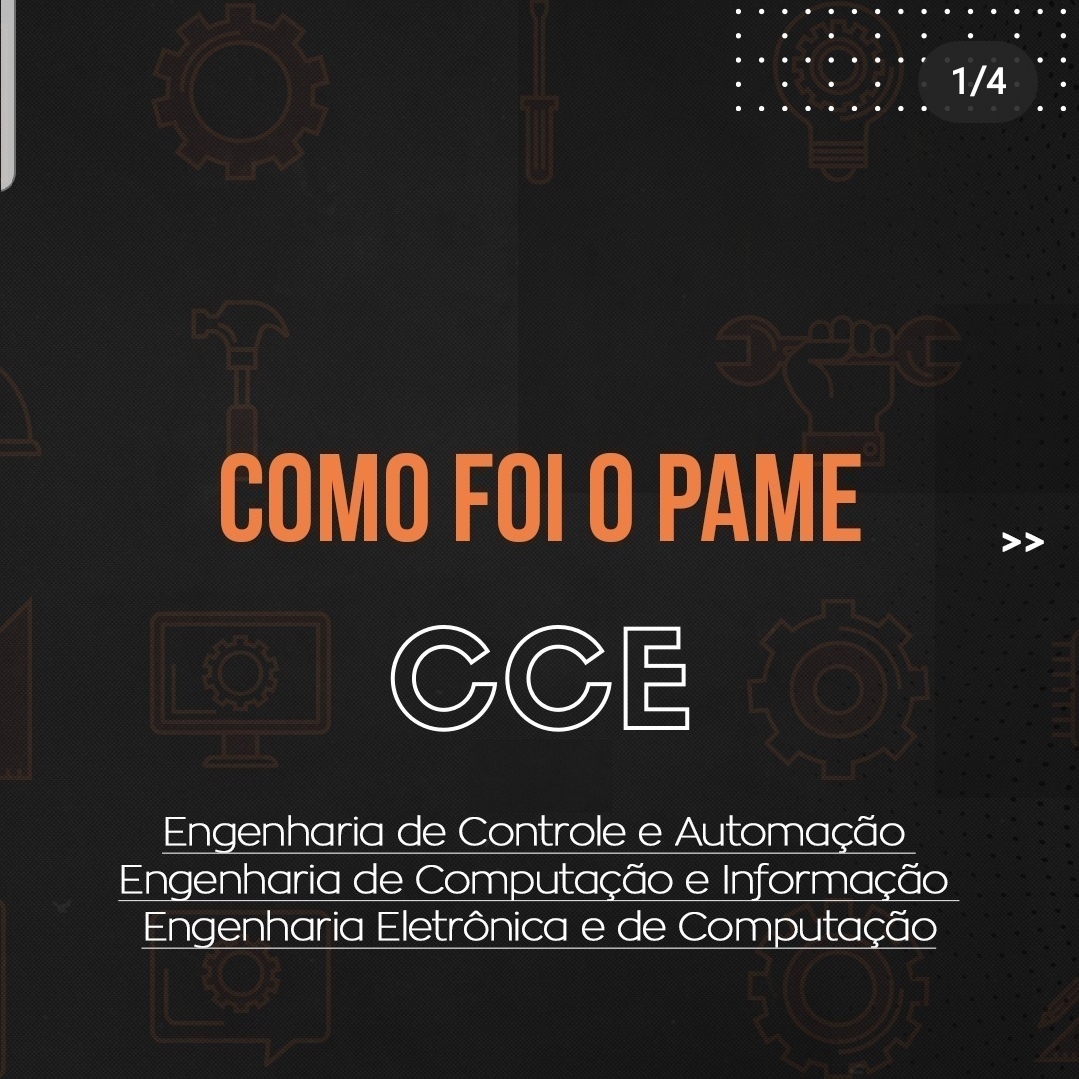 1/4
COMO FOI O PAME
>>
CCE
Engenharia de Controle e Automação
Engenharia de Computação e Informação
Engenharia Eletrônica e de Computação